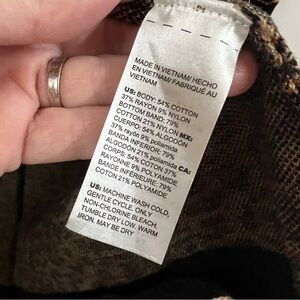 MADE IN VIETNAM/ HECHO
EN VIETNAM/ FABRIQUÉ AU
VIETNAM
US: BODY: 54% COTTON
37% RAYON 9% NYLON
BOTTOM BAND: 79%
COTTON 21% NYLON MX:
CUERPO: 54% ALGODÓN
37% rayón 9% poliamida
BANDA INFERIOR: 79%
ALGODÓN 21% poliamida CA:
CORPS: 54% COTON 37%
RAYONNE 9% POLYAMIDE
BANDE INFÉRIEURE: 79%
COTON 21% POLYAMIDE
US: MACHINE WASH COLD,
GENTLE CYCLE. ONLY
NON-CHLORINE BLEACH.
TUMBLE DRY LOW. WARM
IRON. MAY BE DRY